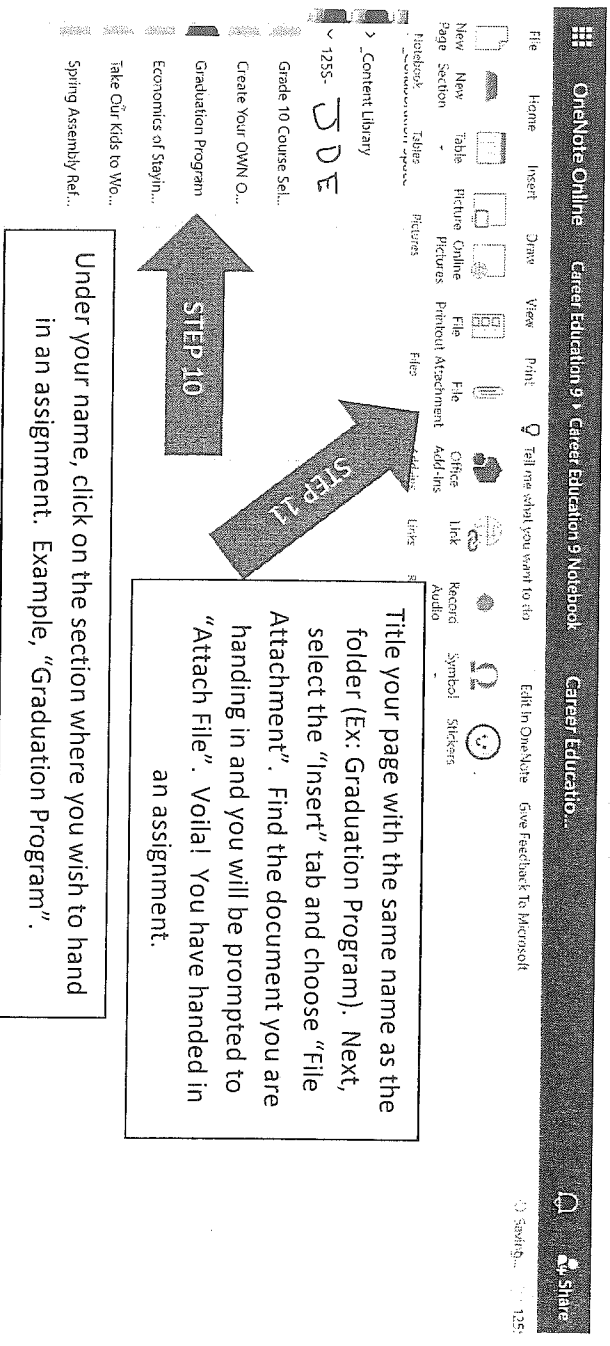 OneNote Online Career Education 9 ▸ Career Education 9 Notebook Career Educatio... Share
File Home Insert Draw View Print Tell me what you want to do Edit In OneNote Give Feedback To Microsoft Saving...
New Page
New Section
Table
Picture
Online Pictures
File Printout
File Attachment
Office Add-Ins
Link
Record Audio
Symbol
Stickers
Notebook Tables Pictures Files Add-ins Links
> _Content Library
125S- JOE
Grade 10 Course Sel...
Create Your OWN O...
Graduation Program
Economics of Stayin...
Take Our Kids to Wo...
Spring Assembly Ref...
STEP 10
STEP 11
Title your page with the same name as the
folder (Ex: Graduation Program). Next,
select the "Insert" tab and choose "File
Attachment". Find the document you are
handing in and you will be prompted to
"Attach File". Voila! You have handed in
an assignment.
Under your name, click on the section where you wish to hand
in an assignment. Example, "Graduation Program".